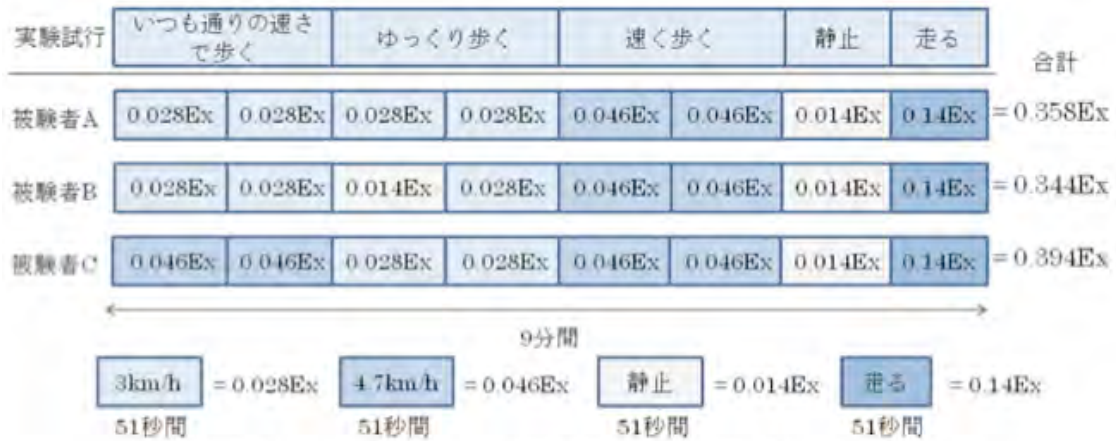 実験試行 いつも通りの速さで歩く ゆっくり歩く 速く歩く 静止 走る 合計
被験者A 0.028Ex 0.028Ex 0.028Ex 0.028Ex 0.046Ex 0.046Ex 0.014Ex 0.14Ex = 0.358Ex
被験者B 0.028Ex 0.028Ex 0.014Ex 0.028Ex 0.046Ex 0.046Ex 0.014Ex 0.14Ex = 0.344Ex
被験者C 0.046Ex 0.046Ex 0.028Ex 0.028Ex 0.046Ex 0.046Ex 0.014Ex 0.14Ex = 0.394Ex
9分間
3km/h = 0.028Ex 4.7km/h = 0.046Ex 静止 = 0.014Ex 走る = 0.14Ex
51秒間 51秒間 51秒間 51秒間